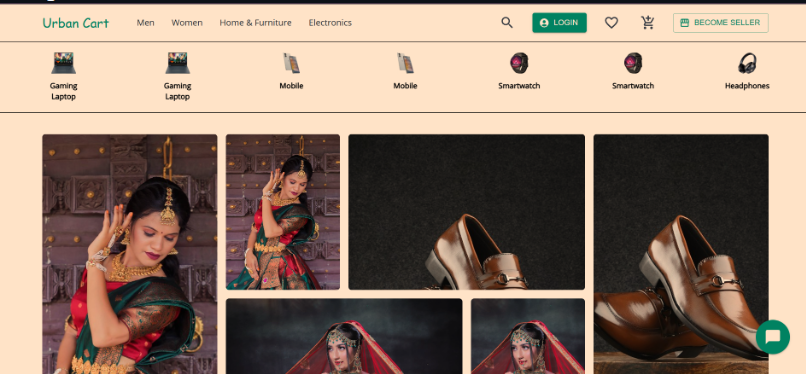 Urban Cart
Men
Women
Home & Furniture
Electronics
LOGIN
BECOME SELLER
Gaming
Laptop
Gaming
Laptop
Mobile
Mobile
Smartwatch
Smartwatch
Headphones